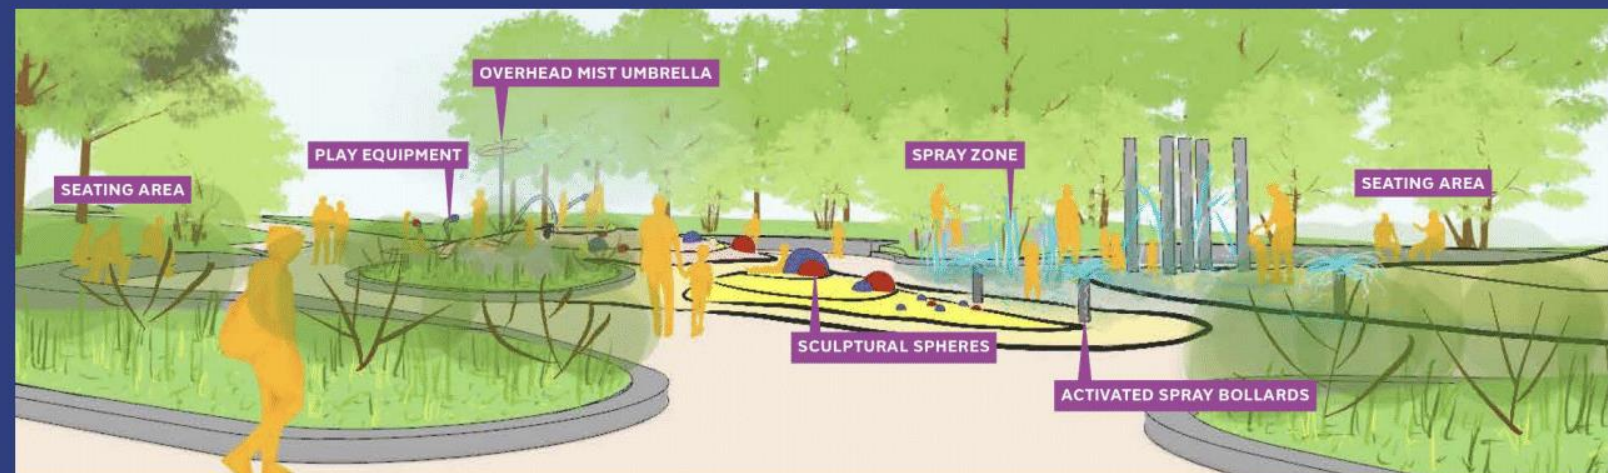 OVERHEAD MIST UMBRELLA
PLAY EQUIPMENT
SPRAY ZONE
SEATING AREA
SEATING AREA
SCULPTURAL SPHERES
ACTIVATED SPRAY BOLLARDS